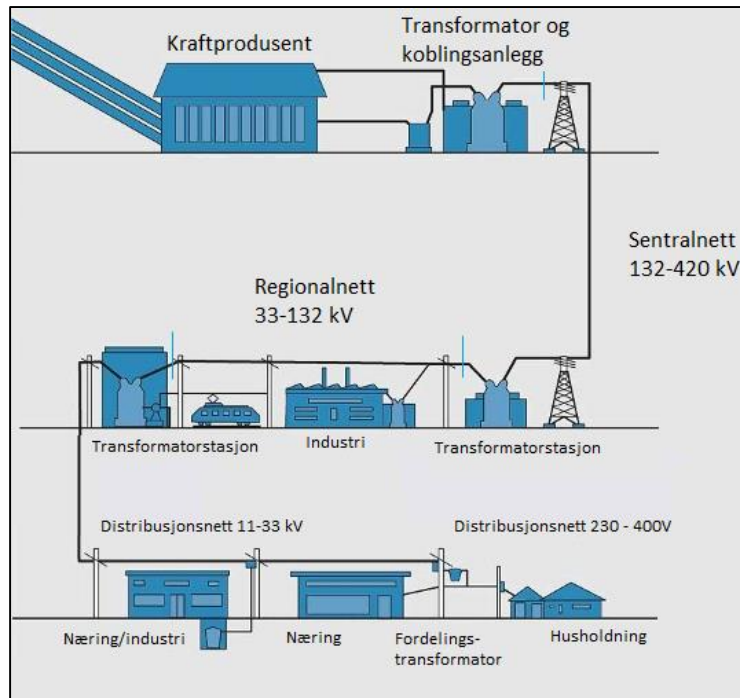 Kraftprodusent
Transformator og
koblingsanlegg
Sentralnett
132-420 kV
Regionalnett
33-132 kV
Transformatorstasjon
Industri
Transformatorstasjon
Distribusjonsnett 11-33 kV
Distribusjonsnett 230 - 400V
Næring/industri
Næring
Fordelings-
transformator
Husholdning